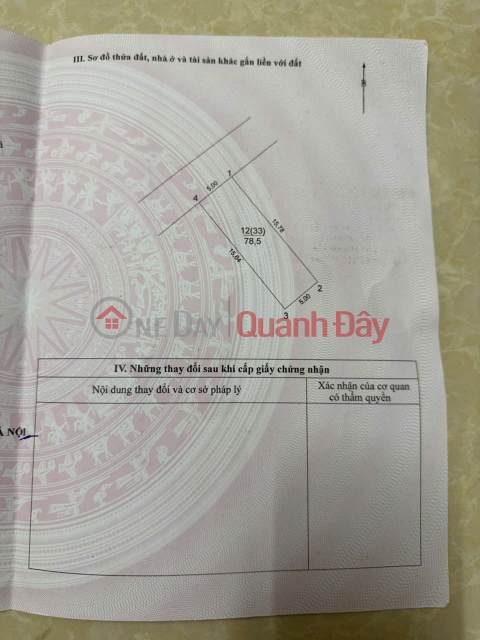 III. Sơ đồ thửa đất, nhà ở và tài sản khác gắn liền với đất
B
1
5,00
4
12(33)
78,5
15,78
15,84
2
5,00
3
ONE DAY Quanh Đây
IV. Những thay đổi sau khi cấp giấy chứng nhận
Nội dung thay đổi và cơ sở pháp lý
Xác nhận của cơ quan
có thẩm quyền
À NỘI